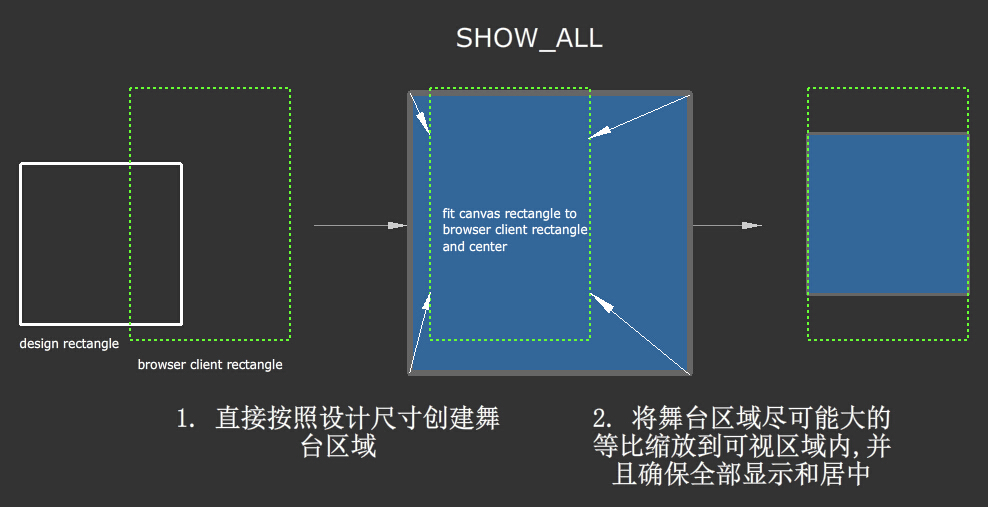 SHOW_ALL
fit canvas rectangle to
browser client rectangle
and center
design rectangle
browser client rectangle
1. 直接按照设计尺寸创建舞
台区域
2. 将舞台区域尽可能大的
等比缩放到可视区域内,并
且确保全部显示和居中